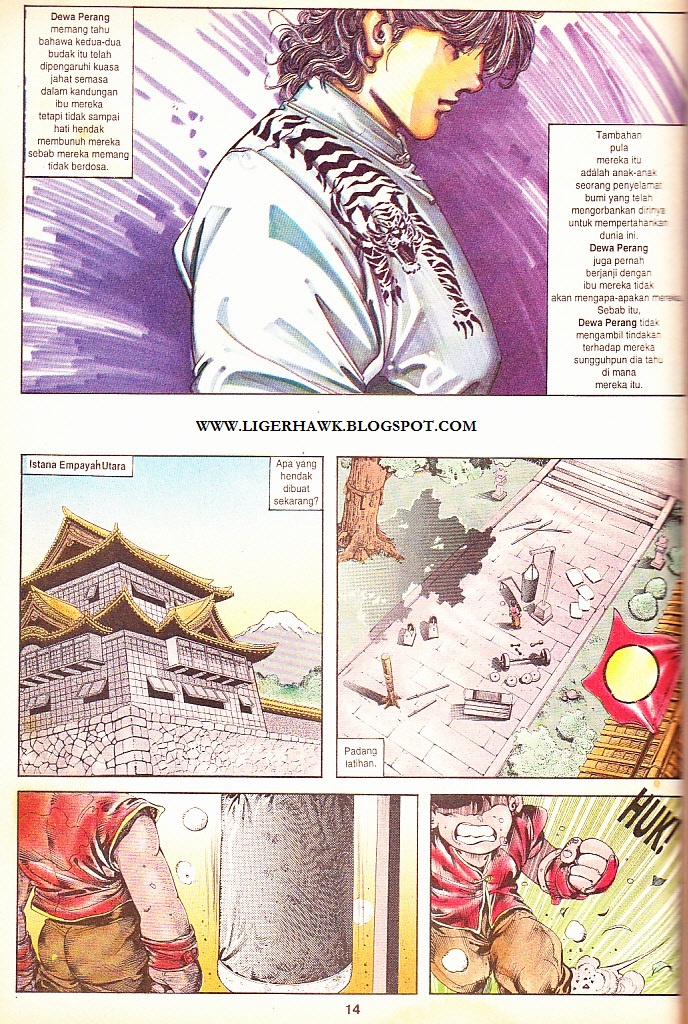 Dewa Perang
memang tahu
bahawa kedua-dua
budak itu telah
dipengaruhi kuasa
jahat semasa
dalam kandungan
ibu mereka
tetapi tidak sampai
hati hendak
membunuh mereka
sebab mereka memang
tidak berdosa.
Tambahan
pula
mereka itu
adalah anak-anak
seorang penyelamat
bumi yang telah
mengorbankan dirinya
untuk mempertahankan
dunia ini.
Dewa Perang
juga pernah
berjanji dengan
ibu mereka tidak
akan mengapa-apakan mereka.
Sebab itu,
Dewa Perang tidak
mengambil tindakan
terhadap mereka
sungguhpun dia tahu
di mana
mereka itu.
WWW.LIGERHAWK.BLOGSPOT.COM
Istana Empayah Utara
Apa yang
hendak
dibuat
sekarang?
Padang
latihan.
HUK!
14